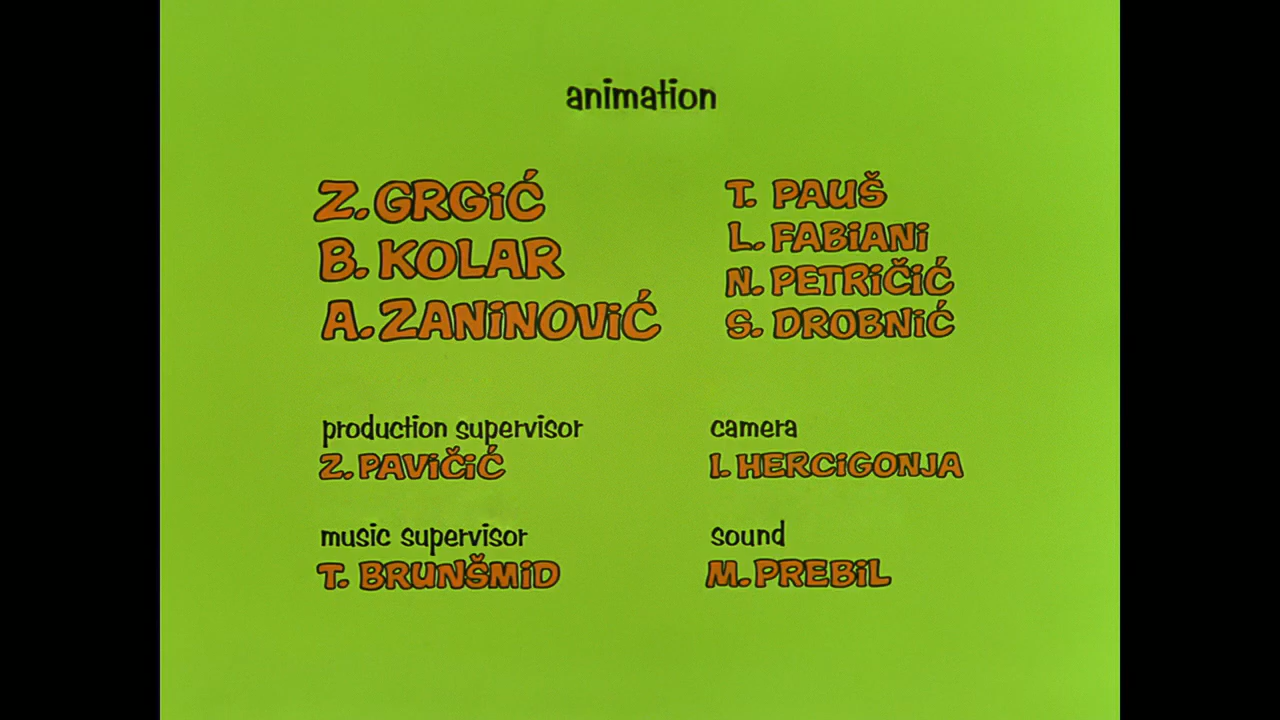 animation
Z. GRGiĆ
B. KOLAR
A. ZANiNOViĆ
T. PAUŠ
L. FABiANi
N. PETRiČiĆ
S. DROBNiĆ
production supervisor
Z. PAViČiĆ
camera
I. HERCiGONJA
music supervisor
T. BRUNŠMiD
sound
M. PREBiL